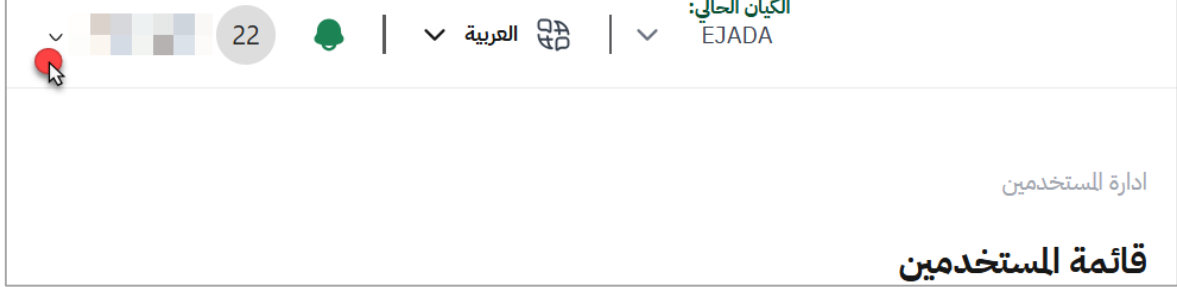 الكيان الحالي:
EJADA
العربية
22
ادارة المستخدمين
قائمة المستخدمين